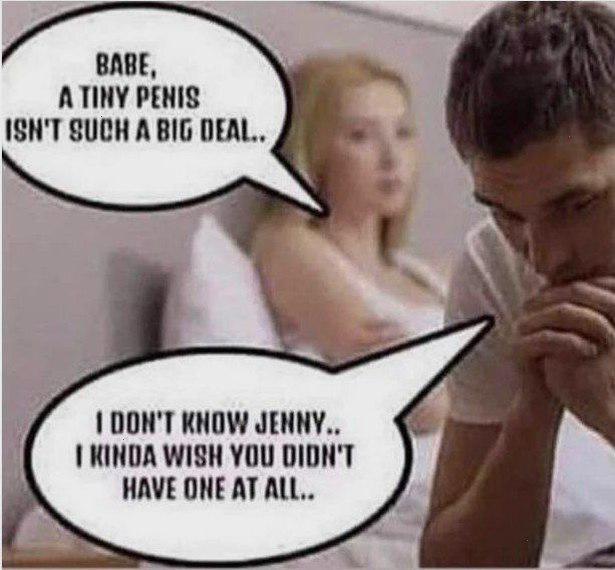 BABE,
A TINY PENIS
ISN'T SUCH A BIG DEAL..
I DON'T KNOW JENNY..
I KINDA WISH YOU DIDN'T
HAVE ONE AT ALL..